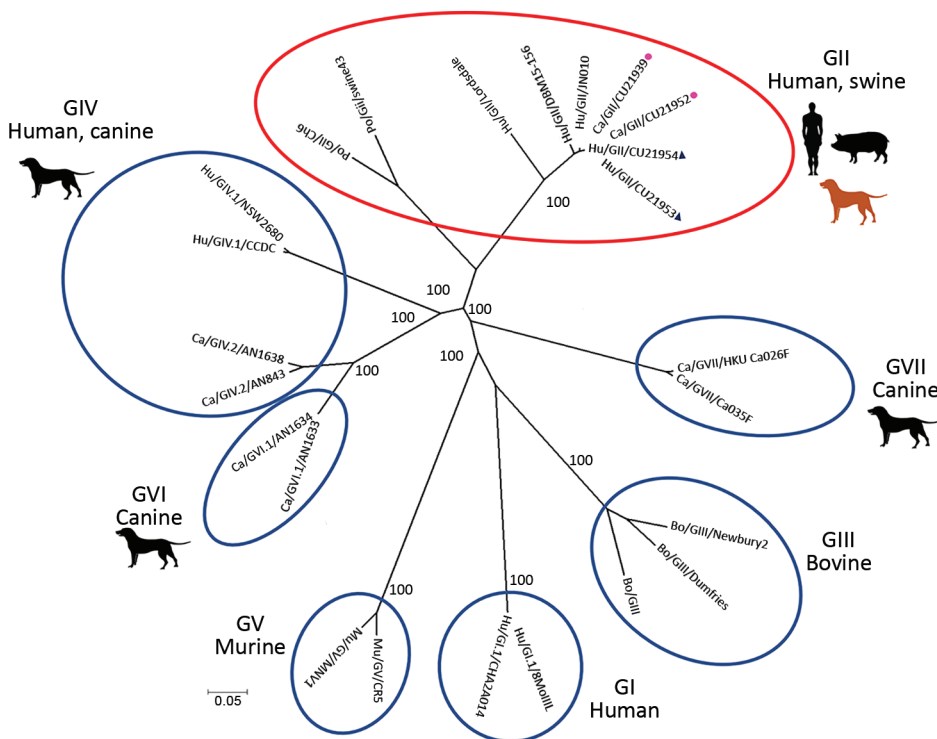 GII
Human, swine
GIV
Human, canine
Po/GII/swine43
Po/GII/Ch6
Hu/GII/Lordsdale
Hu/GII/DBM15-156
Hu/GII/JN010
Ca/GII/CU21939
Ca/GII/CU21952
Hu/GII/CU21954
Hu/GII/CU21953
100
Hu/GIV.1/NSW2680
Hu/GIV.1/CCDC
100
100
100
100
Ca/GIV.2/AN1638
Ca/GIV.2/AN843
100
Ca/GVI.1/AN1634
Ca/GVI.1/AN1633
GVI
Canine
Ca/GVII/HKU Ca026F
Ca/GVII/Ca035F
GVII
Canine
100
Bo/GIII/Newbury2
Bo/GIII/Dumfries
Bo/GIII
GIII
Bovine
100
Mu/GV/MNV1
Mu/GV/CR5
GV
Murine
100
Hu/GI.1/CHA2A014
Hu/GI.1/8MoIIIL
GI
Human
0.05